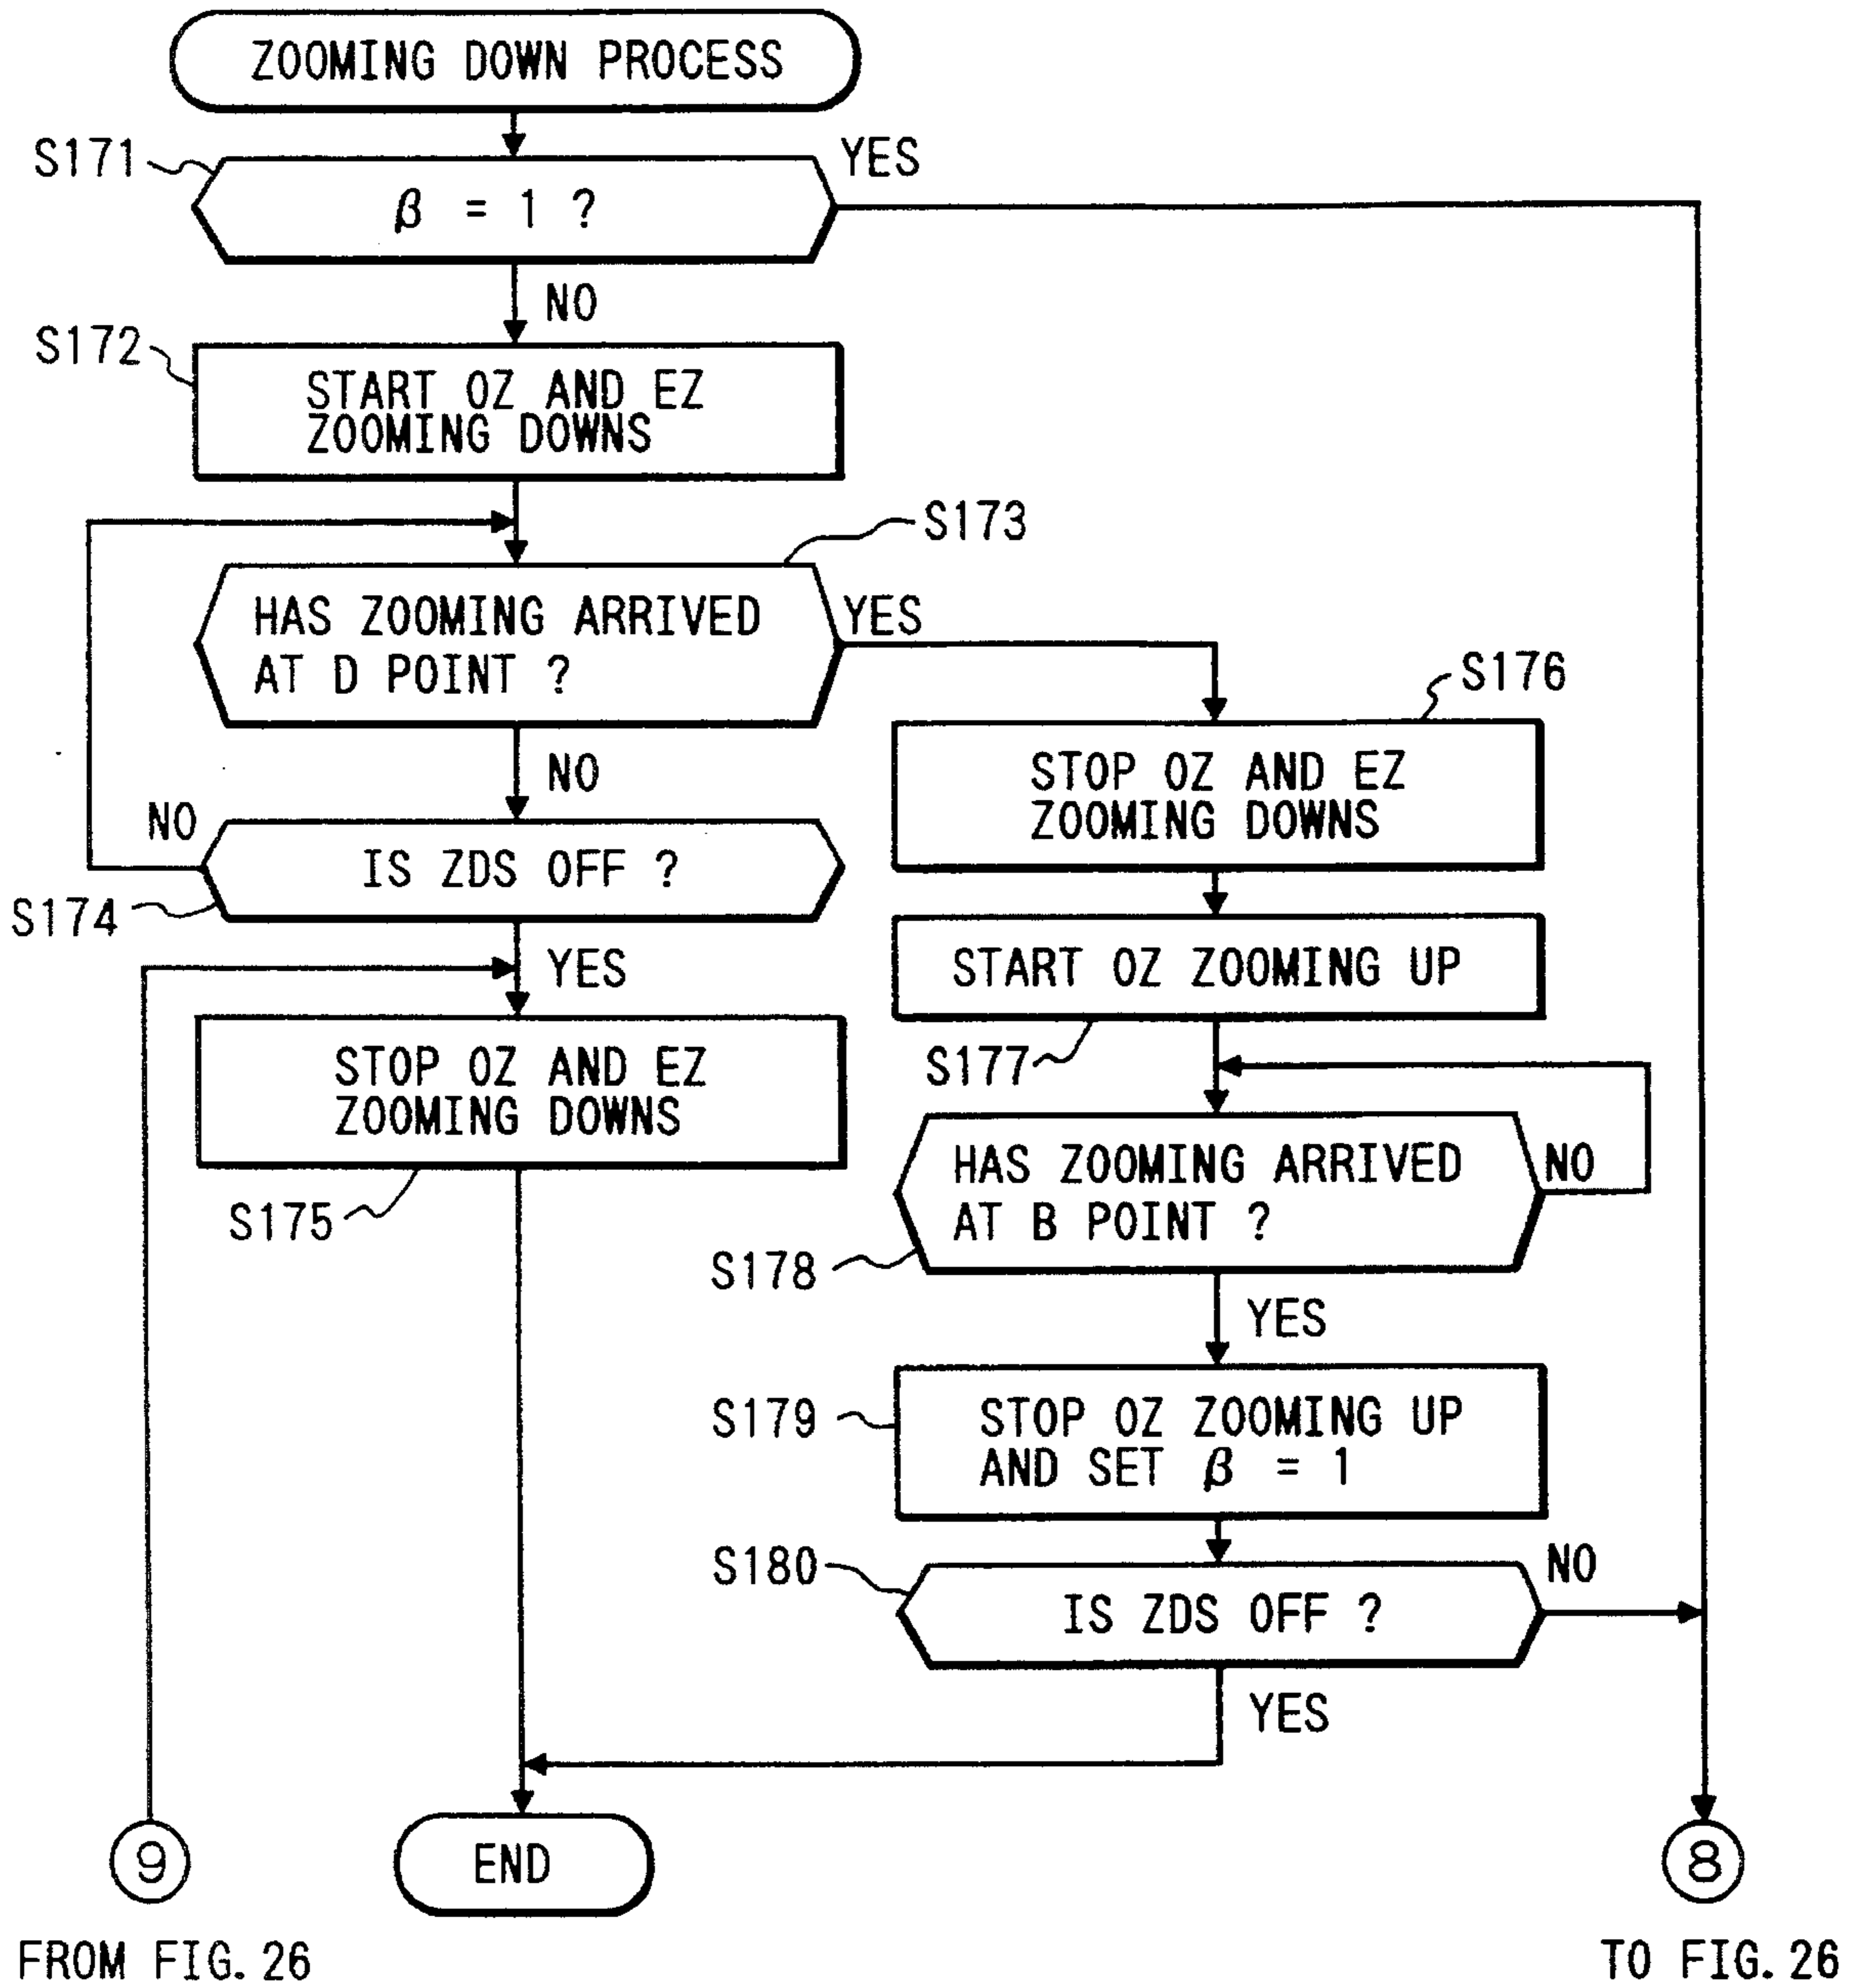 ZOOMING DOWN PROCESS
S171
YES
β = 1 ?
NO
S172
START OZ AND EZ
ZOOMING DOWNS
S173
HAS ZOOMING ARRIVED
AT D POINT ?
YES
S176
NO
STOP OZ AND EZ
ZOOMING DOWNS
NO
IS ZDS OFF ?
S174
YES
START OZ ZOOMING UP
S177
STOP OZ AND EZ
ZOOMING DOWNS
S175
HAS ZOOMING ARRIVED
AT B POINT ?
NO
S178
YES
S179
STOP OZ ZOOMING UP
AND SET β = 1
S180
NO
IS ZDS OFF ?
YES
9
END
8
FROM FIG. 26
TO FIG. 26